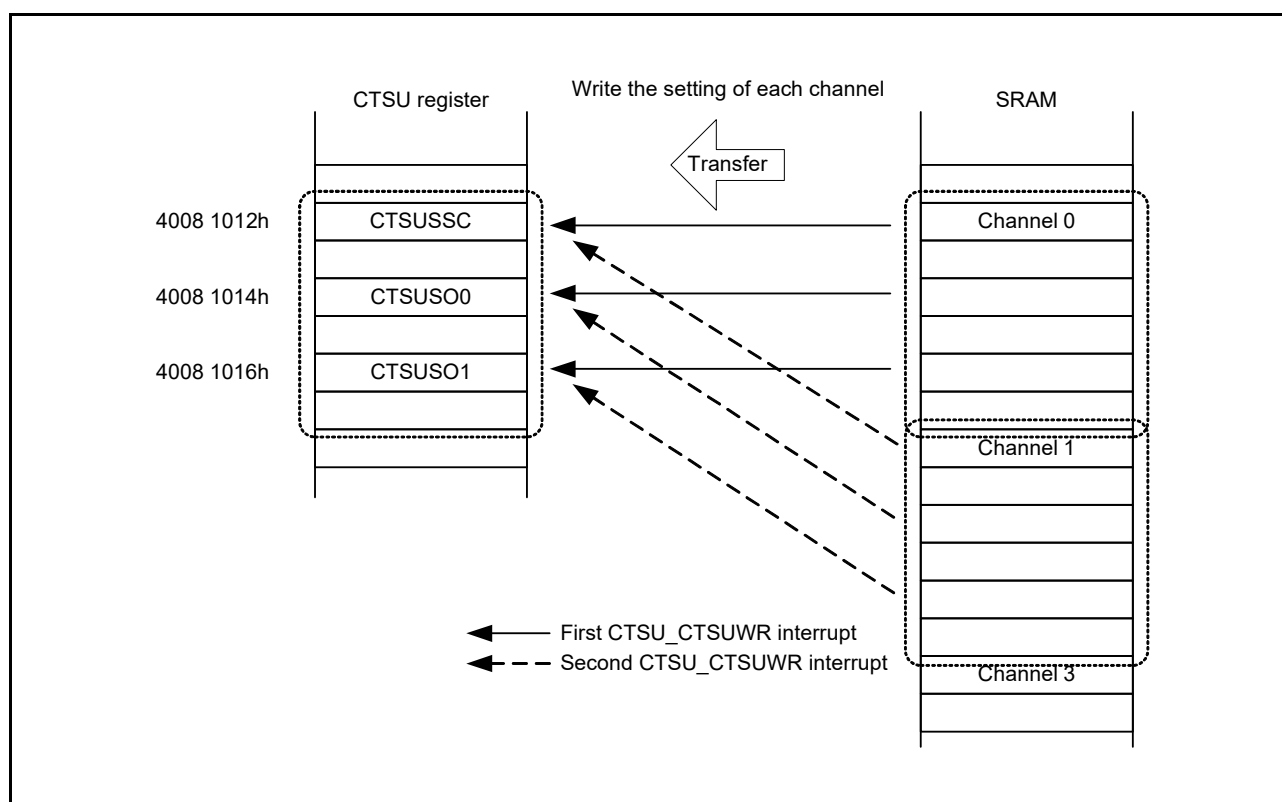 Write the setting of each channel
CTSU register
SRAM
Transfer
4008 1012h
CTSUSSC
Channel 0
4008 1014h
CTSUSO0
4008 1016h
CTSUSO1
Channel 1
First CTSU_CTSUWR interrupt
Second CTSU_CTSUWR interrupt
Channel 3